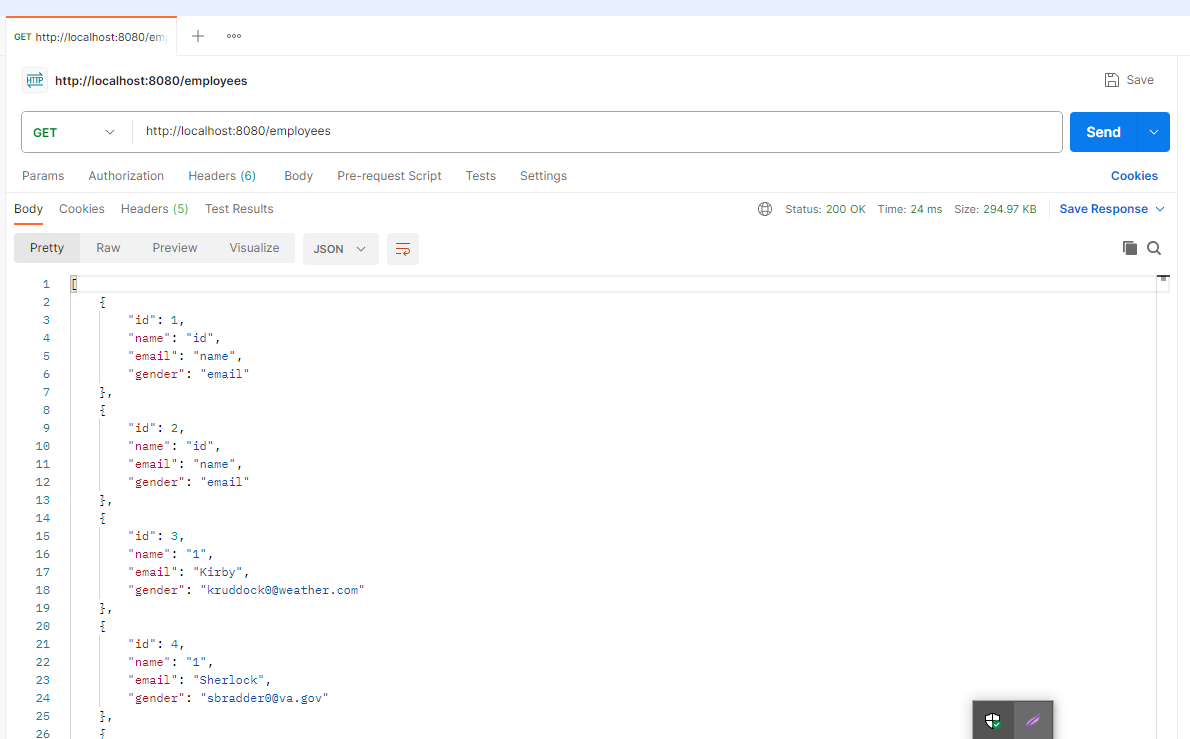 GET http://localhost:8080/em
HTTP http://localhost:8080/employees Save
GET http://localhost:8080/employees Send
Params Authorization Headers (6) Body Pre-request Script Tests Settings Cookies
Body Cookies Headers (5) Test Results Status: 200 OK Time: 24 ms Size: 294.97 KB Save Response
Pretty Raw Preview Visualize JSON
1 [
2 {
3 "id": 1,
4 "name": "id",
5 "email": "name",
6 "gender": "email"
7 },
8 {
9 "id": 2,
10 "name": "id",
11 "email": "name",
12 "gender": "email"
13 },
14 {
15 "id": 3,
16 "name": "1",
17 "email": "Kirby",
18 "gender": "kruddock0@weather.com"
19 },
20 {
21 "id": 4,
22 "name": "1",
23 "email": "Sherlock",
24 "gender": "sbradder0@va.gov"
25 },
26 {